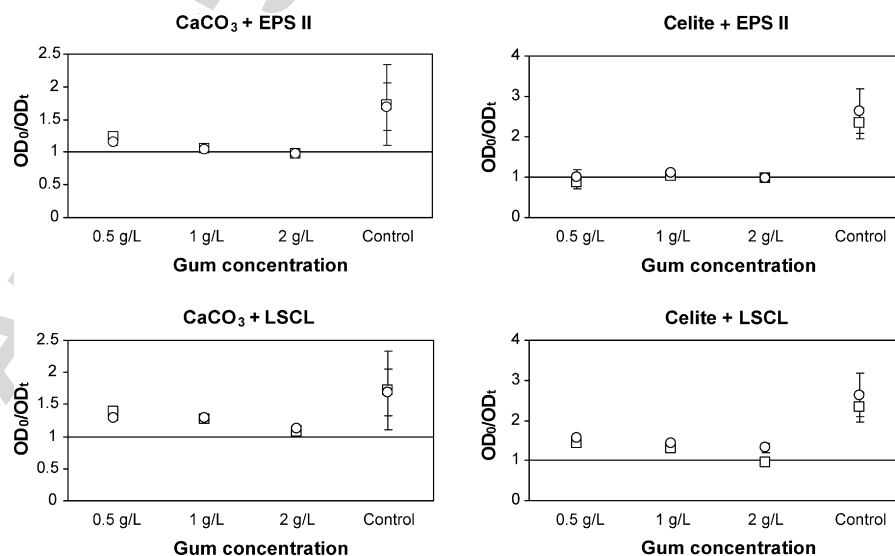 CaCO₃ + EPS II
OD₀/ODt
2.5
2
1.5
1
0.5
0
0.5 g/L 1 g/L 2 g/L Control
Gum concentration
Celite + EPS II
OD₀/ODt
4
3
2
1
0
0.5 g/L 1 g/L 2 g/L Control
Gum concentration
CaCO₃ + LSCL
OD₀/ODt
2.5
2
1.5
1
0.5
0
0.5 g/L 1 g/L 2 g/L Control
Gum concentration
Celite + LSCL
OD₀/ODt
4
3
2
1
0
0.5 g/L 1 g/L 2 g/L Control
Gum concentration